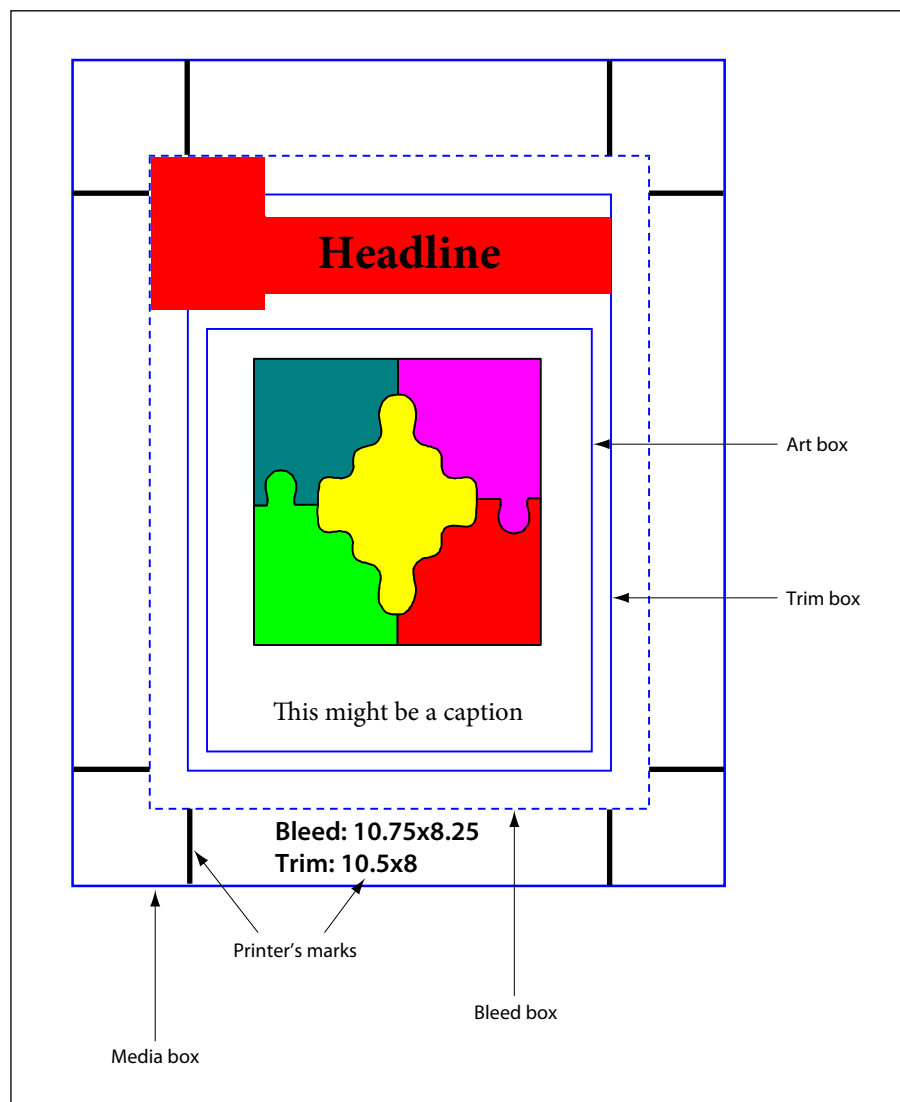 Headline
Art box
Trim box
This might be a caption
Bleed: 10.75x8.25
Trim: 10.5x8
Printer’s marks
Bleed box
Media box